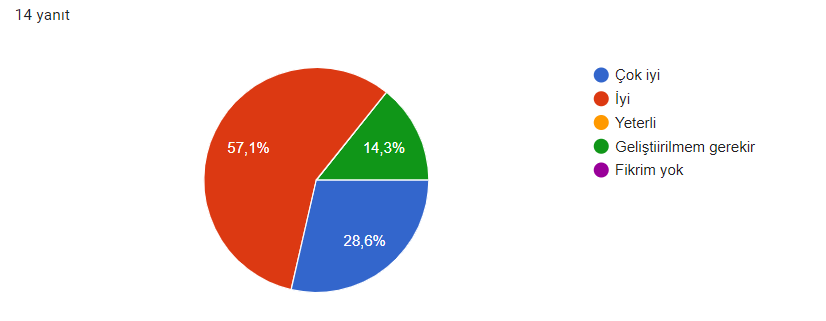 14 yanıt
57,1%
14,3%
28,6%
Çok iyi
İyi
Yeterli
Geliştiirilmem gerekir
Fikrim yok